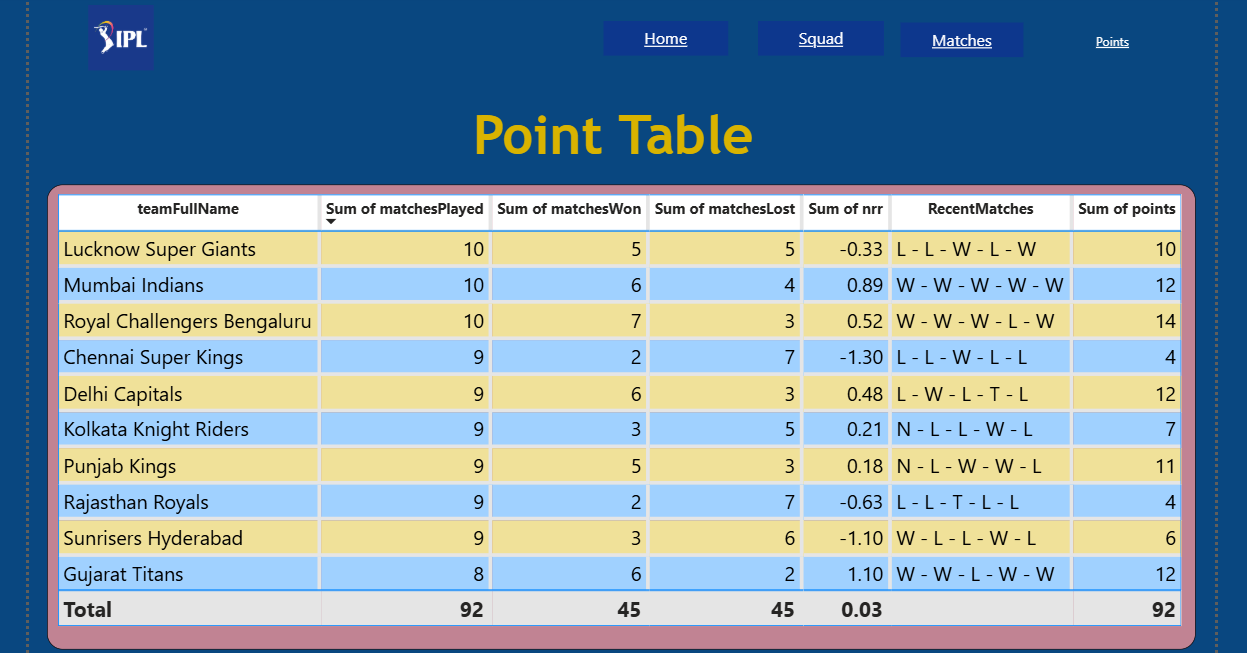 IPL
Home Squad Matches Points
Point Table
teamFullName Sum of matchesPlayed Sum of matchesWon Sum of matchesLost Sum of nrr RecentMatches Sum of points
Lucknow Super Giants 10 5 5 -0.33 L - L - W - L - W 10
Mumbai Indians 10 6 4 0.89 W - W - W - W - W 12
Royal Challengers Bengaluru 10 7 3 0.52 W - W - W - L - W 14
Chennai Super Kings 9 2 7 -1.30 L - L - W - L - L 4
Delhi Capitals 9 6 3 0.48 L - W - L - T - L 12
Kolkata Knight Riders 9 3 5 0.21 N - L - L - W - L 7
Punjab Kings 9 5 3 0.18 N - L - W - W - L 11
Rajasthan Royals 9 2 7 -0.63 L - L - T - L - L 4
Sunrisers Hyderabad 9 3 6 -1.10 W - L - L - W - L 6
Gujarat Titans 8 6 2 1.10 W - W - L - W - W 12
Total 92 45 45 0.03 92